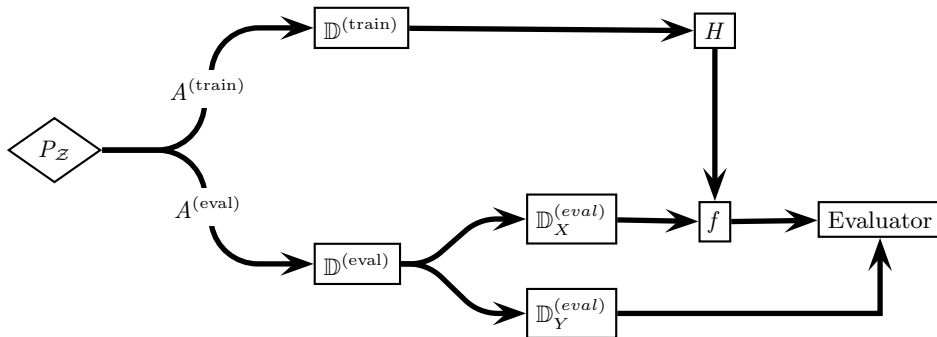 𝔻^(train)
H
A^(train)
P_𝒵
A^(eval)
𝔻_X^(eval)
f
Evaluator
𝔻^(eval)
𝔻_Y^(eval)